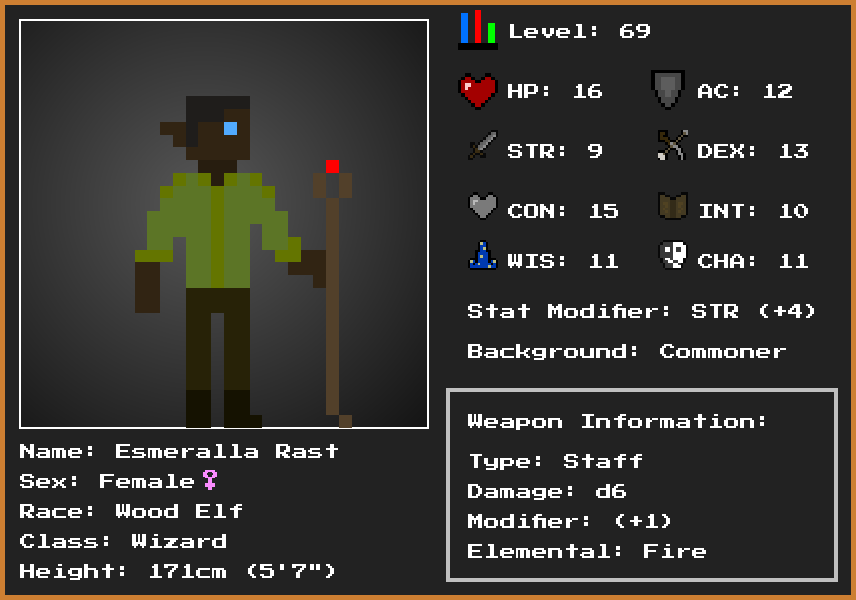 Level: 69
HP: 16
AC: 12
STR: 9
DEX: 13
CON: 15
INT: 10
WIS: 11
CHA: 11
Stat Modifier: STR (+4)
Background: Commoner
Weapon Information:
Type: Staff
Damage: d6
Modifier: (+1)
Elemental: Fire
Name: Esmeralla Rast
Sex: Female♀
Race: Wood Elf
Class: Wizard
Height: 171cm (5'7")